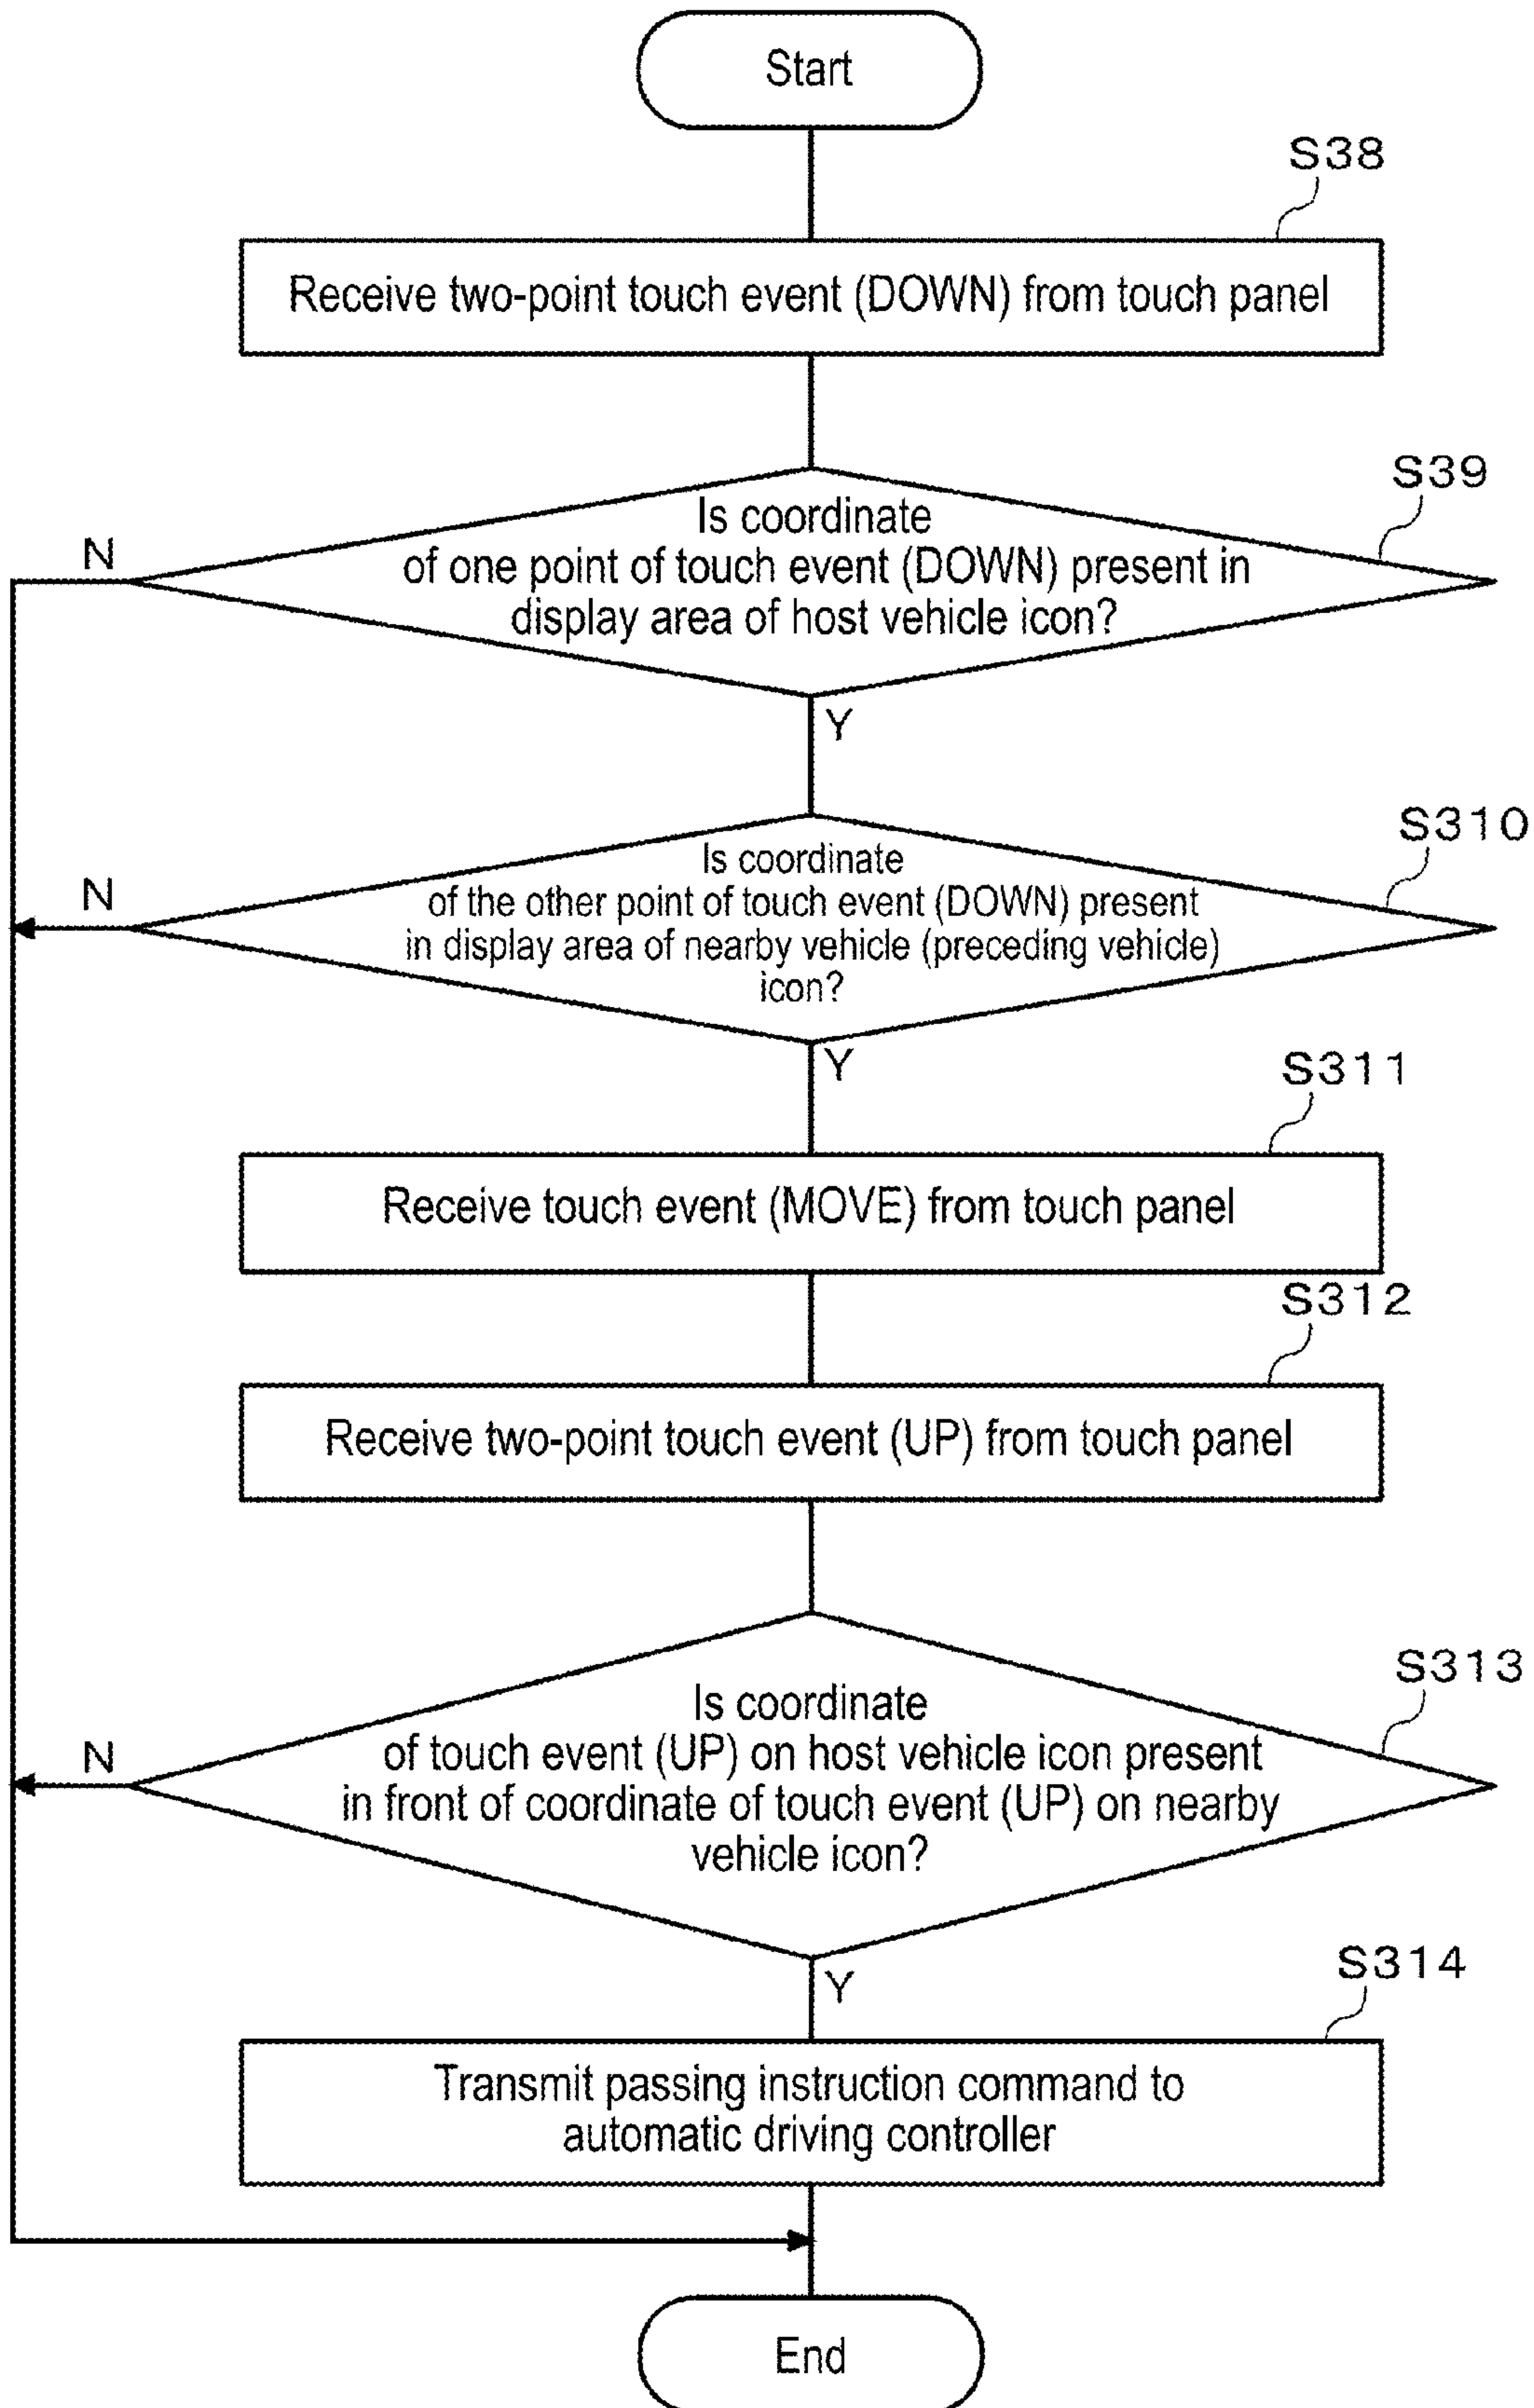 Start
S38
Receive two-point touch event (DOWN) from touch panel
S39
Is coordinate
of one point of touch event (DOWN) present in
display area of host vehicle icon?
N
Y
S310
Is coordinate
of the other point of touch event (DOWN) present
in display area of nearby vehicle (preceding vehicle)
icon?
N
Y
S311
Receive touch event (MOVE) from touch panel
S312
Receive two-point touch event (UP) from touch panel
S313
Is coordinate
of touch event (UP) on host vehicle icon present
in front of coordinate of touch event (UP) on nearby
vehicle icon?
N
Y
S314
Transmit passing instruction command to
automatic driving controller
End